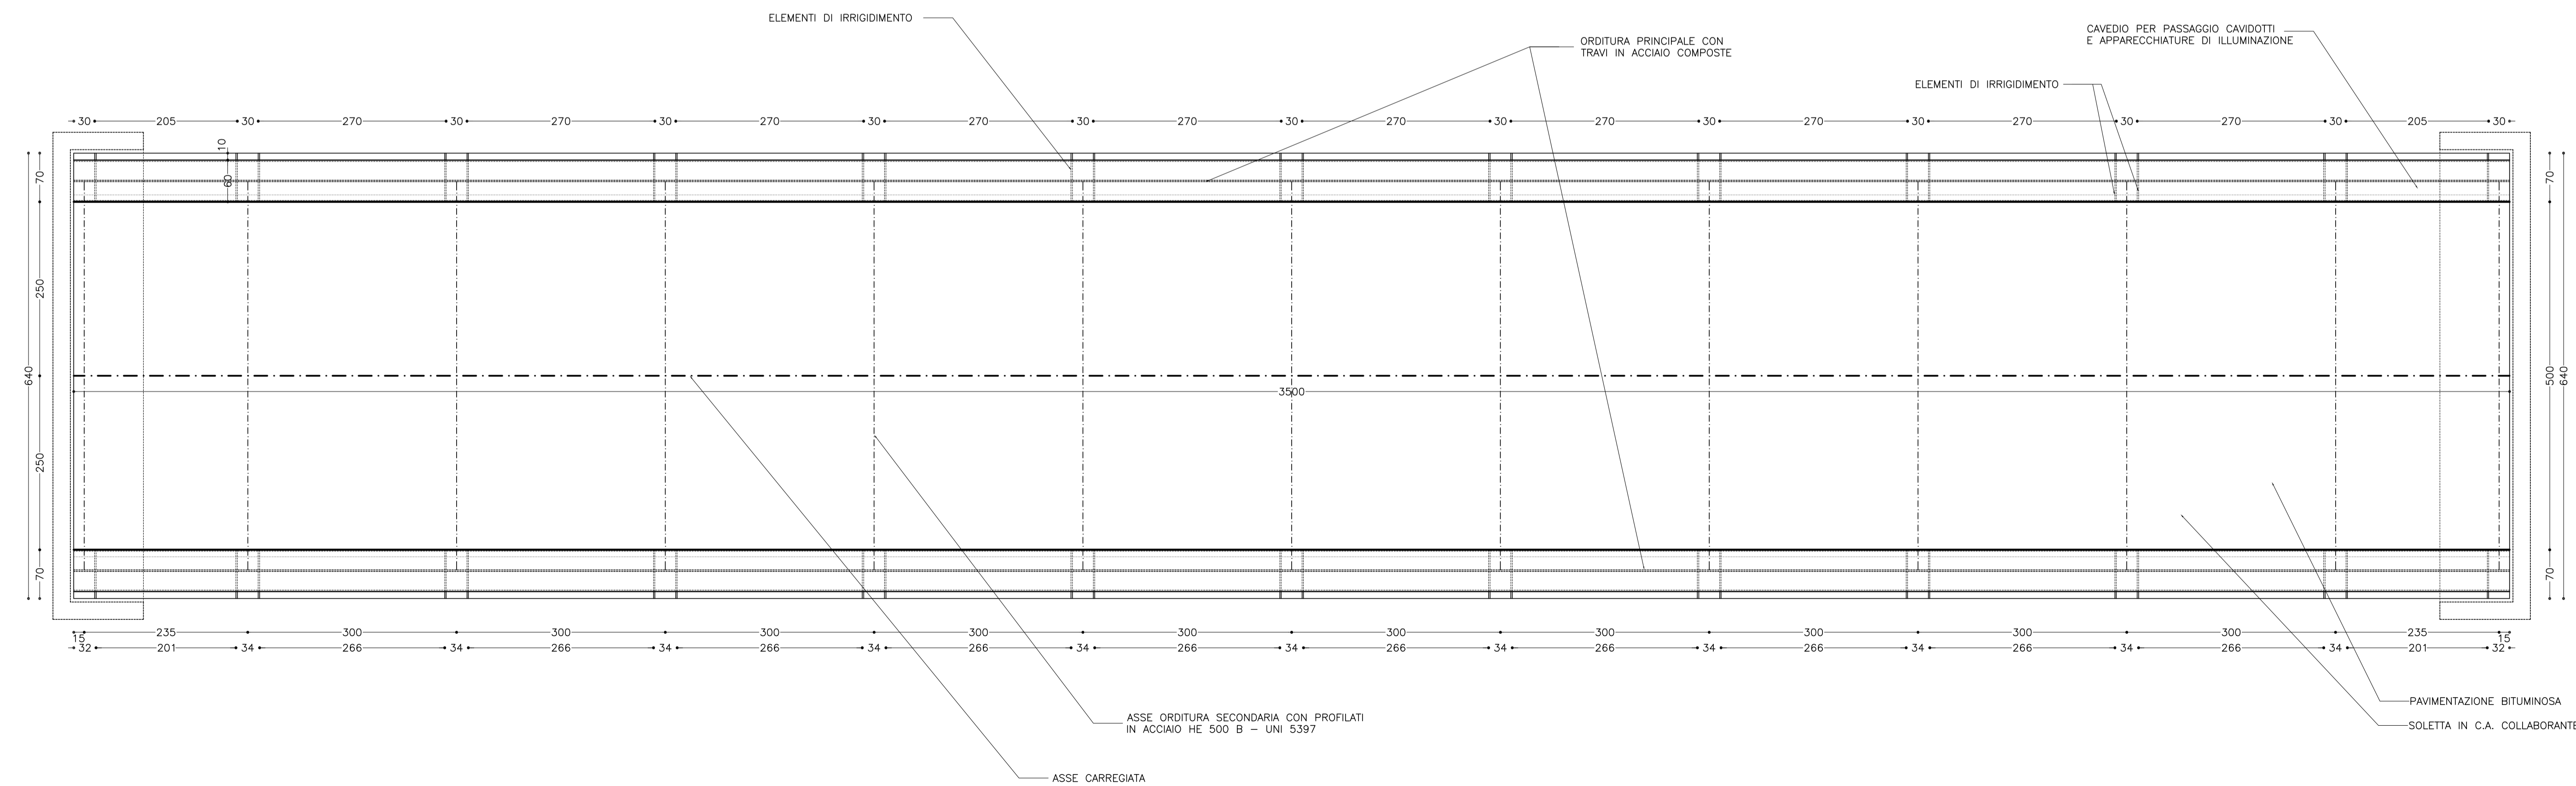 ELEMENTI DI IRRIGIDIMENTO
ORDITURA PRINCIPALE CON
TRAVI IN ACCIAIO COMPOSTE
CAVEDIO PER PASSAGGIO CAVIDOTTI
E APPARECCHIATURE DI ILLUMINAZIONE
ELEMENTI DI IRRIGIDIMENTO
30 205 30 270 30 270 30 270 30 270 30 270 30 270 30 270 30 270 30 270 30 270 30 205 30
10
60
70
250
640
250
70
3500
70
500
640
70
15 235 300 300 300 300 300 300 300 300 300 300 235 15
32 201 34 266 34 266 34 266 34 266 34 266 34 266 34 266 34 266 34 266 34 266 34 201 32
PAVIMENTAZIONE BITUMINOSA
SOLETTA IN C.A. COLLABORANTE
ASSE ORDITURA SECONDARIA CON PROFILATI
IN ACCIAIO HE 500 B – UNI 5397
ASSE CARREGIATA